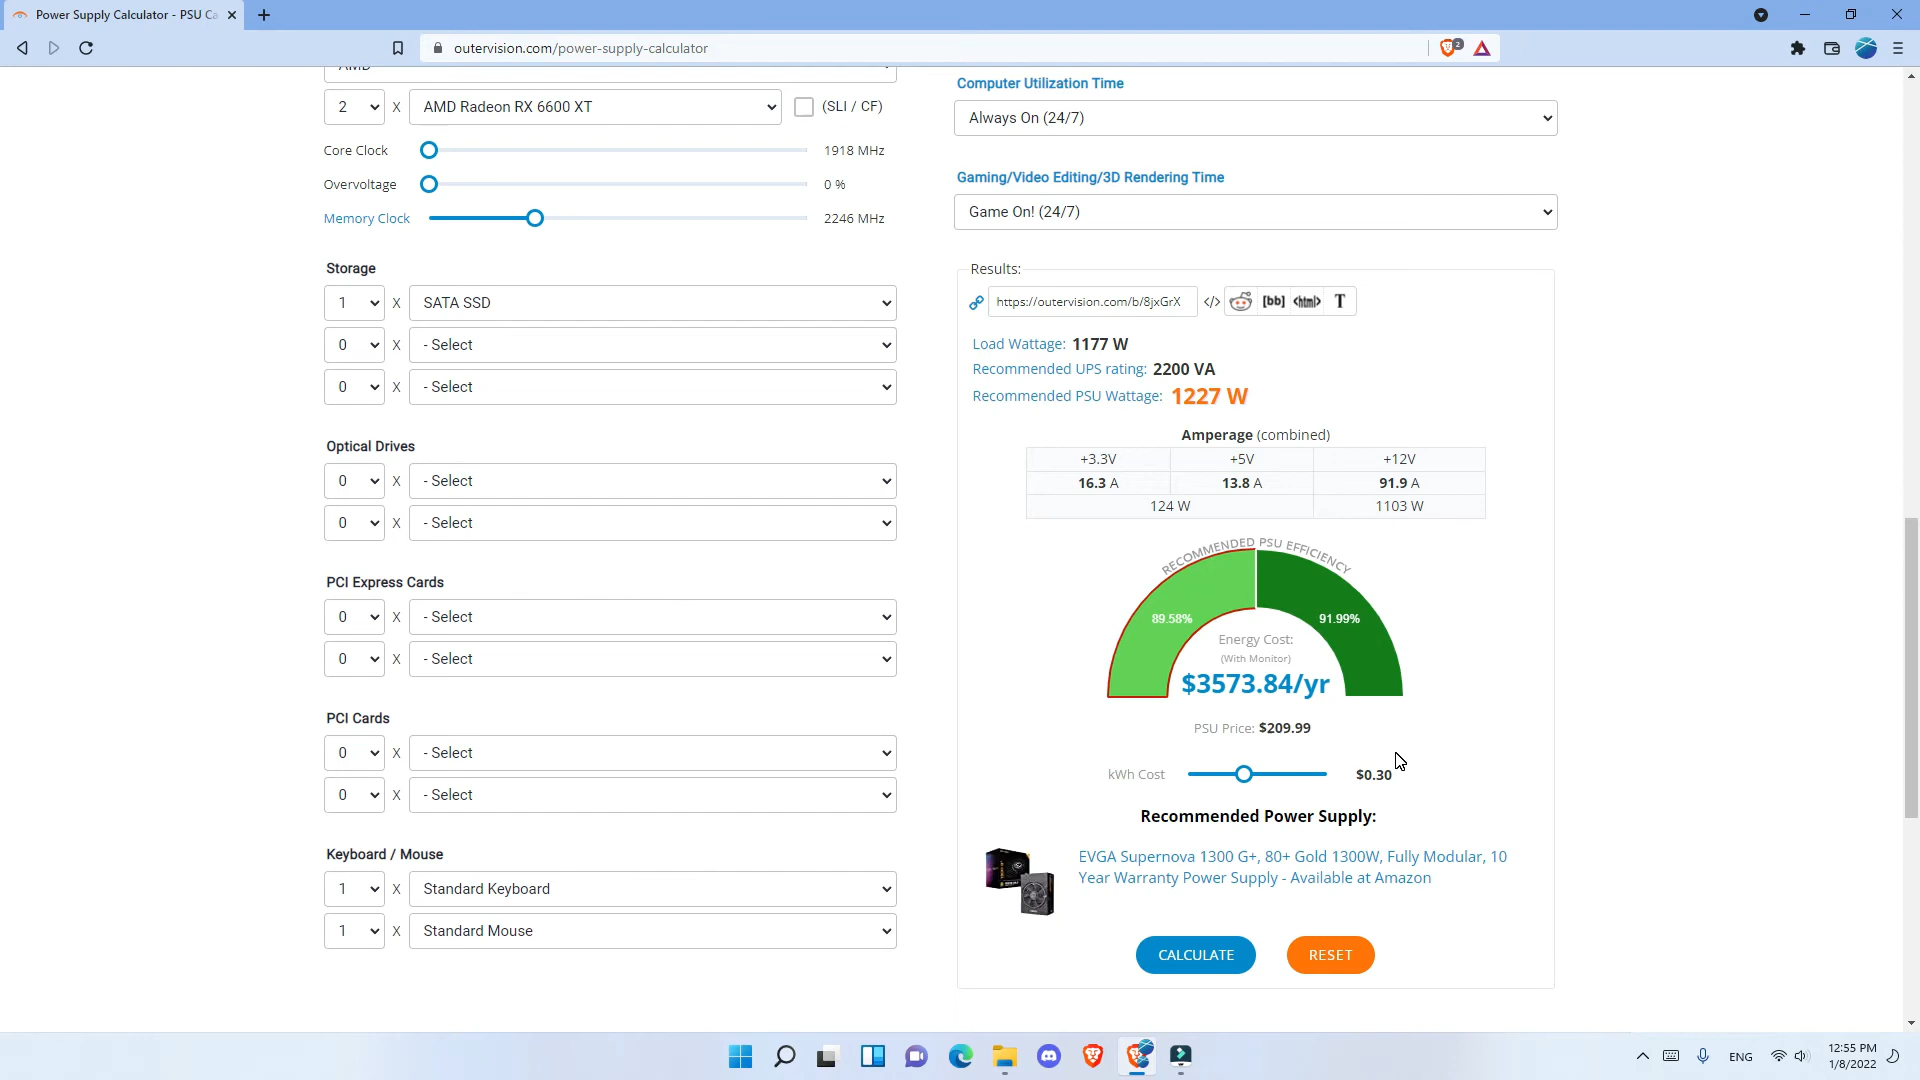 Power Supply Calculator - PSU Ca
outervision.com/power-supply-calculator
2
AMD
2 X AMD Radeon RX 6600 XT (SLI / CF)
Core Clock 1918 MHz
Overvoltage 0 %
Memory Clock 2246 MHz
Storage
1 X SATA SSD
0 X - Select
0 X - Select
Optical Drives
0 X - Select
0 X - Select
PCI Express Cards
0 X - Select
0 X - Select
PCI Cards
0 X - Select
0 X - Select
Keyboard / Mouse
1 X Standard Keyboard
1 X Standard Mouse
Computer Utilization Time
Always On (24/7)
Gaming/Video Editing/3D Rendering Time
Game On! (24/7)
Results:
https://outervision.com/b/8jxGrX </> [bb] <html> T
Load Wattage: 1177 W
Recommended UPS rating: 2200 VA
Recommended PSU Wattage: 1227 W
Amperage (combined)
+3.3V +5V +12V
16.3 A 13.8 A 91.9 A
124 W 1103 W
RECOMMENDED PSU EFFICIENCY
89.58% 91.99%
Energy Cost:
(With Monitor)
$3573.84/yr
PSU Price: $209.99
kWh Cost $0.30
Recommended Power Supply:
EVGA Supernova 1300 G+, 80+ Gold 1300W, Fully Modular, 10
Year Warranty Power Supply - Available at Amazon
CALCULATE RESET
ENG
12:55 PM
1/8/2022